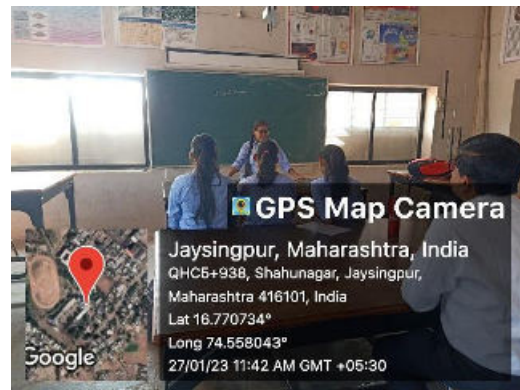 GPS Map Camera
Jaysingpur, Maharashtra, India
QHC5+938, Shahunagar, Jaysingpur,
Maharashtra 416101, India
Lat 16.770734°
Long 74.558043°
27/01/23 11:42 AM GMT +05:30
Google